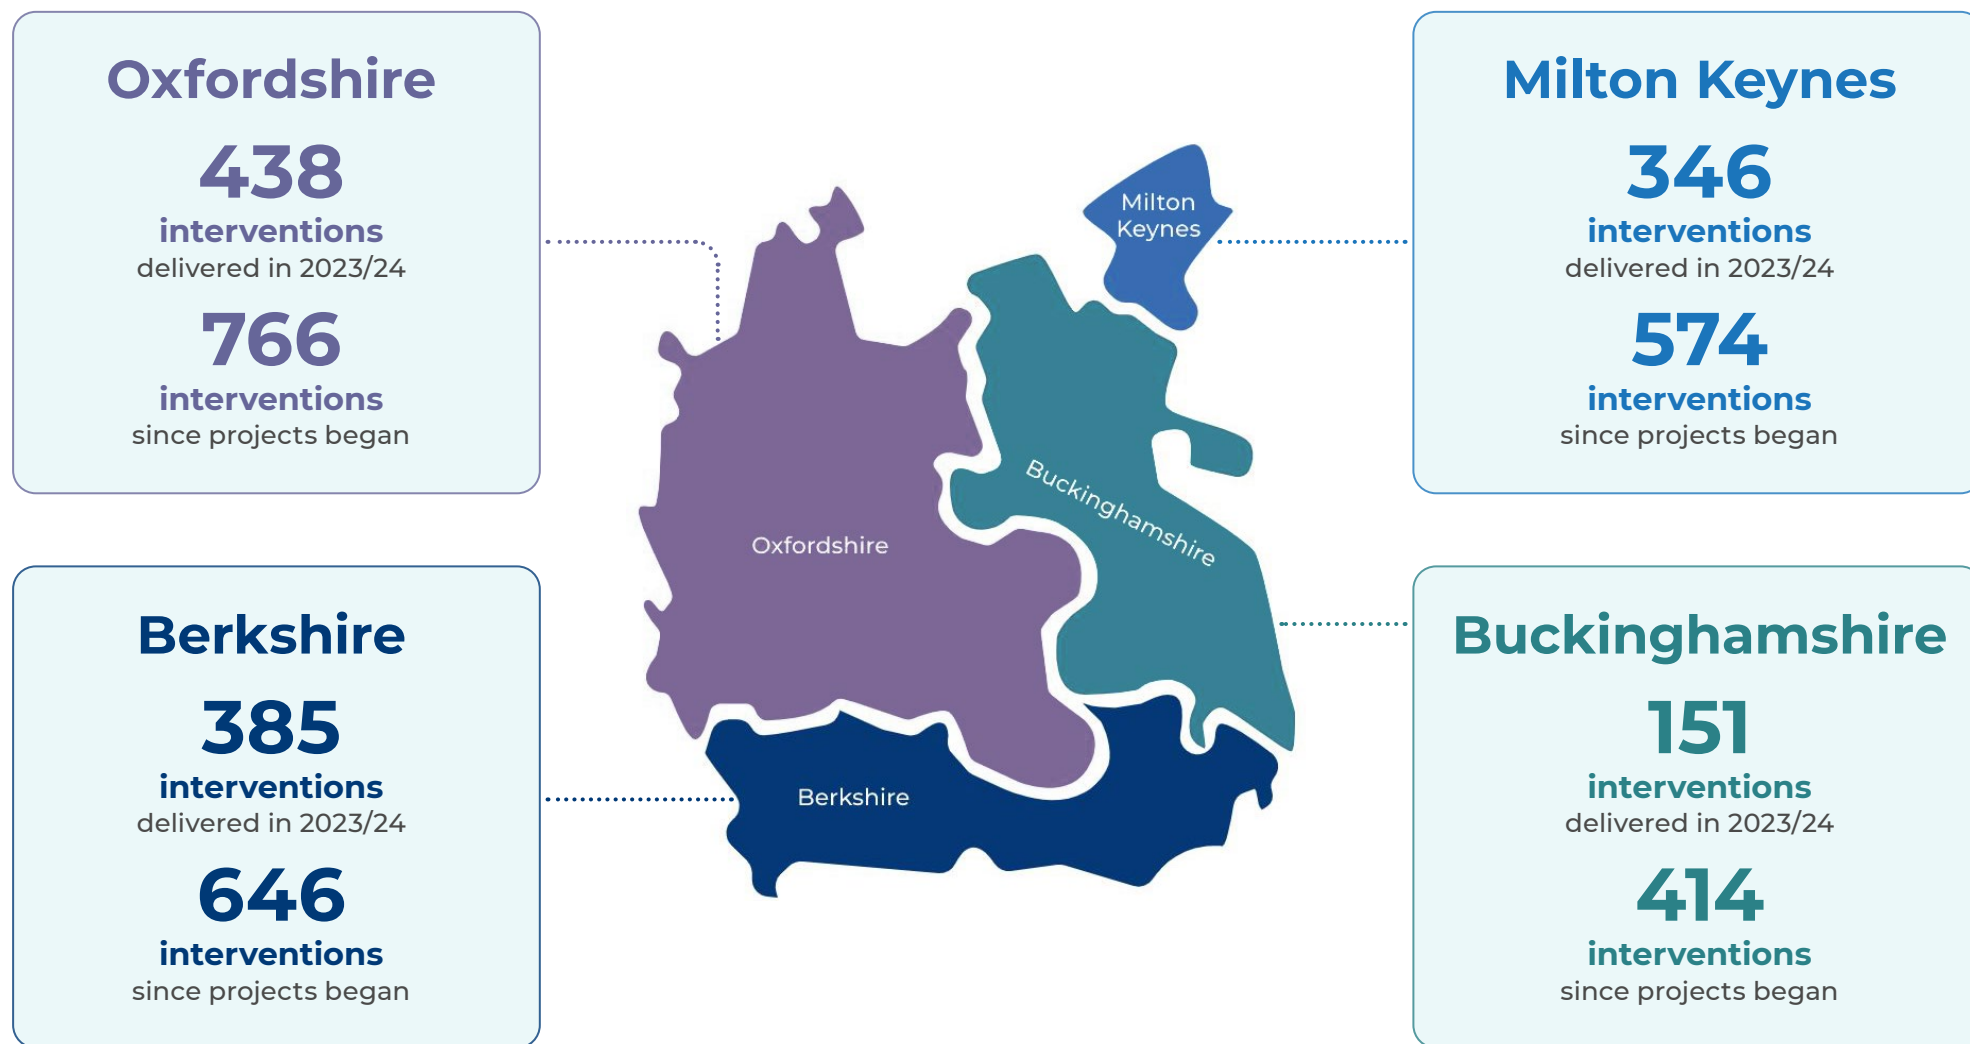 Oxfordshire
438
interventions
delivered in 2023/24
766
interventions
since projects began
Berkshire
385
interventions
delivered in 2023/24
646
interventions
since projects began
Milton
Keynes
Buckinghamshire
Oxfordshire
Berkshire
Milton Keynes
346
interventions
delivered in 2023/24
574
interventions
since projects began
Buckinghamshire
151
interventions
delivered in 2023/24
414
interventions
since projects began